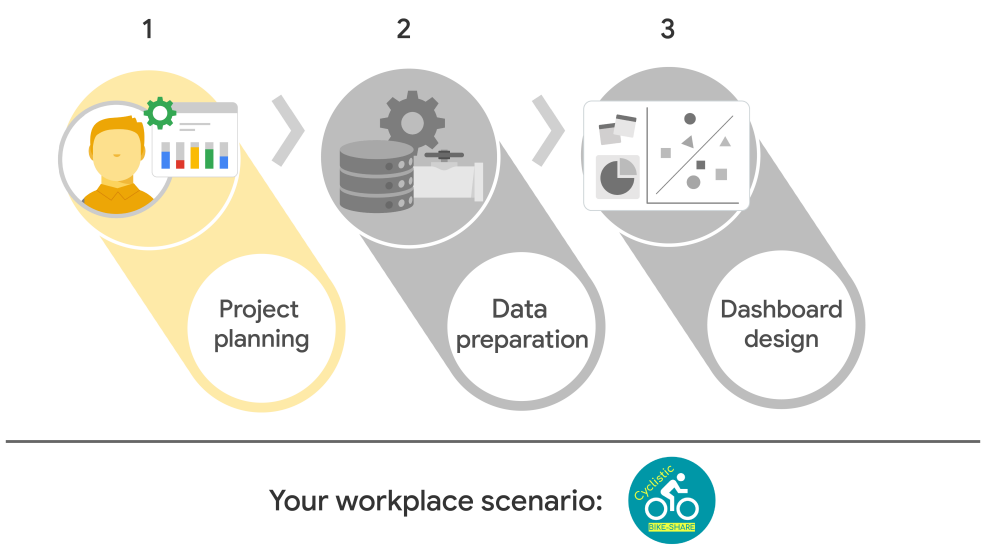 1
2
3
Project
planning
Data
preparation
Dashboard
design
Your workplace scenario:
Cyclistic
BIKE-SHARE